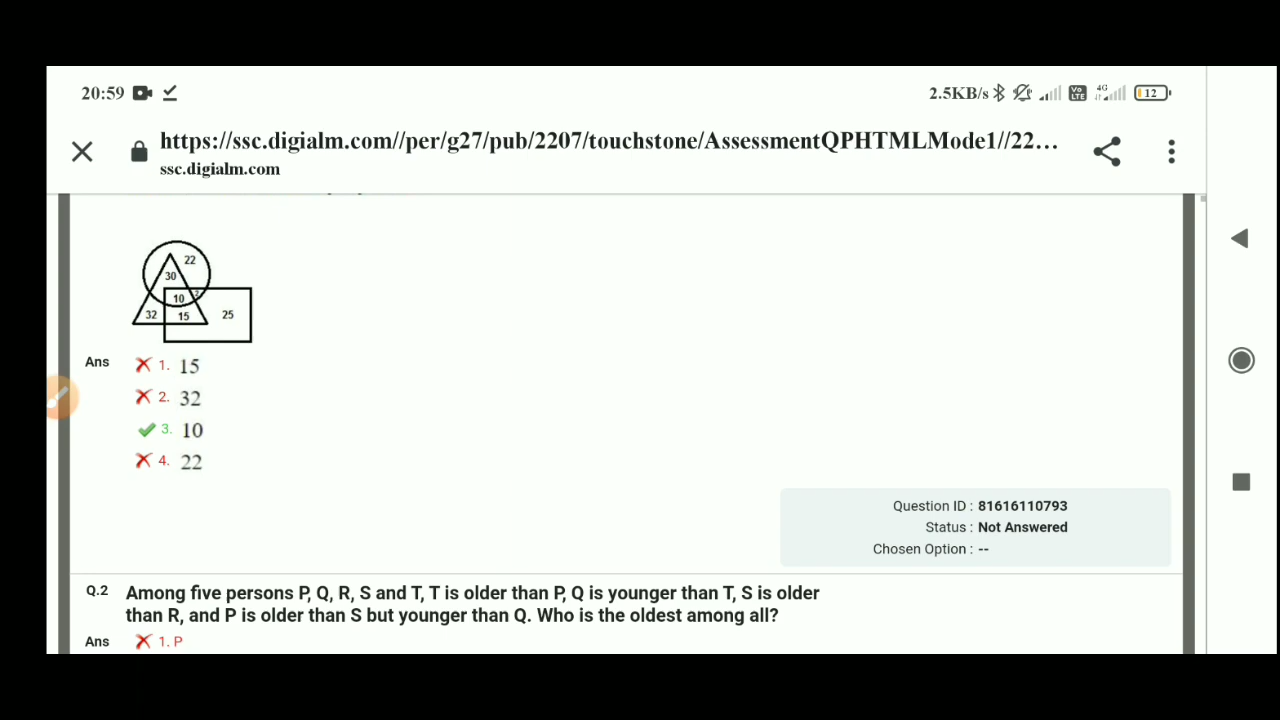 20:59
2.5KB/s Vo LTE 4G 12
https://ssc.digialm.com//per/g27/pub/2207/touchstone/AssessmentQPHTMLMode1//22...
ssc.digialm.com
22
30
10
32 15 25
Ans
1. 15
2. 32
3. 10
4. 22
Question ID : 81616110793
Status : Not Answered
Chosen Option : --
Q.2 Among five persons P, Q, R, S and T, T is older than P, Q is younger than T, S is older
than R, and P is older than S but younger than Q. Who is the oldest among all?
Ans 1. P